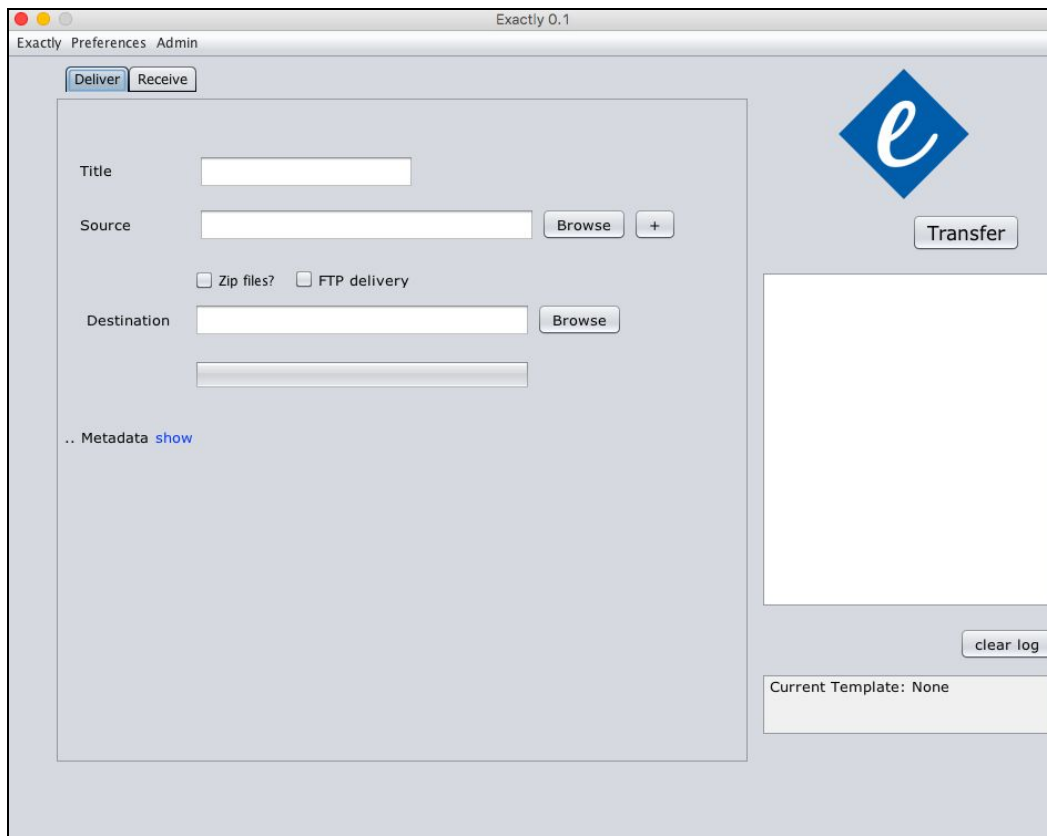 Exactly 0.1
Exactly Preferences Admin
Deliver Receive
e
Title
Source Browse +
Transfer
Zip files? FTP delivery
Destination Browse
.. Metadata show
clear log
Current Template: None